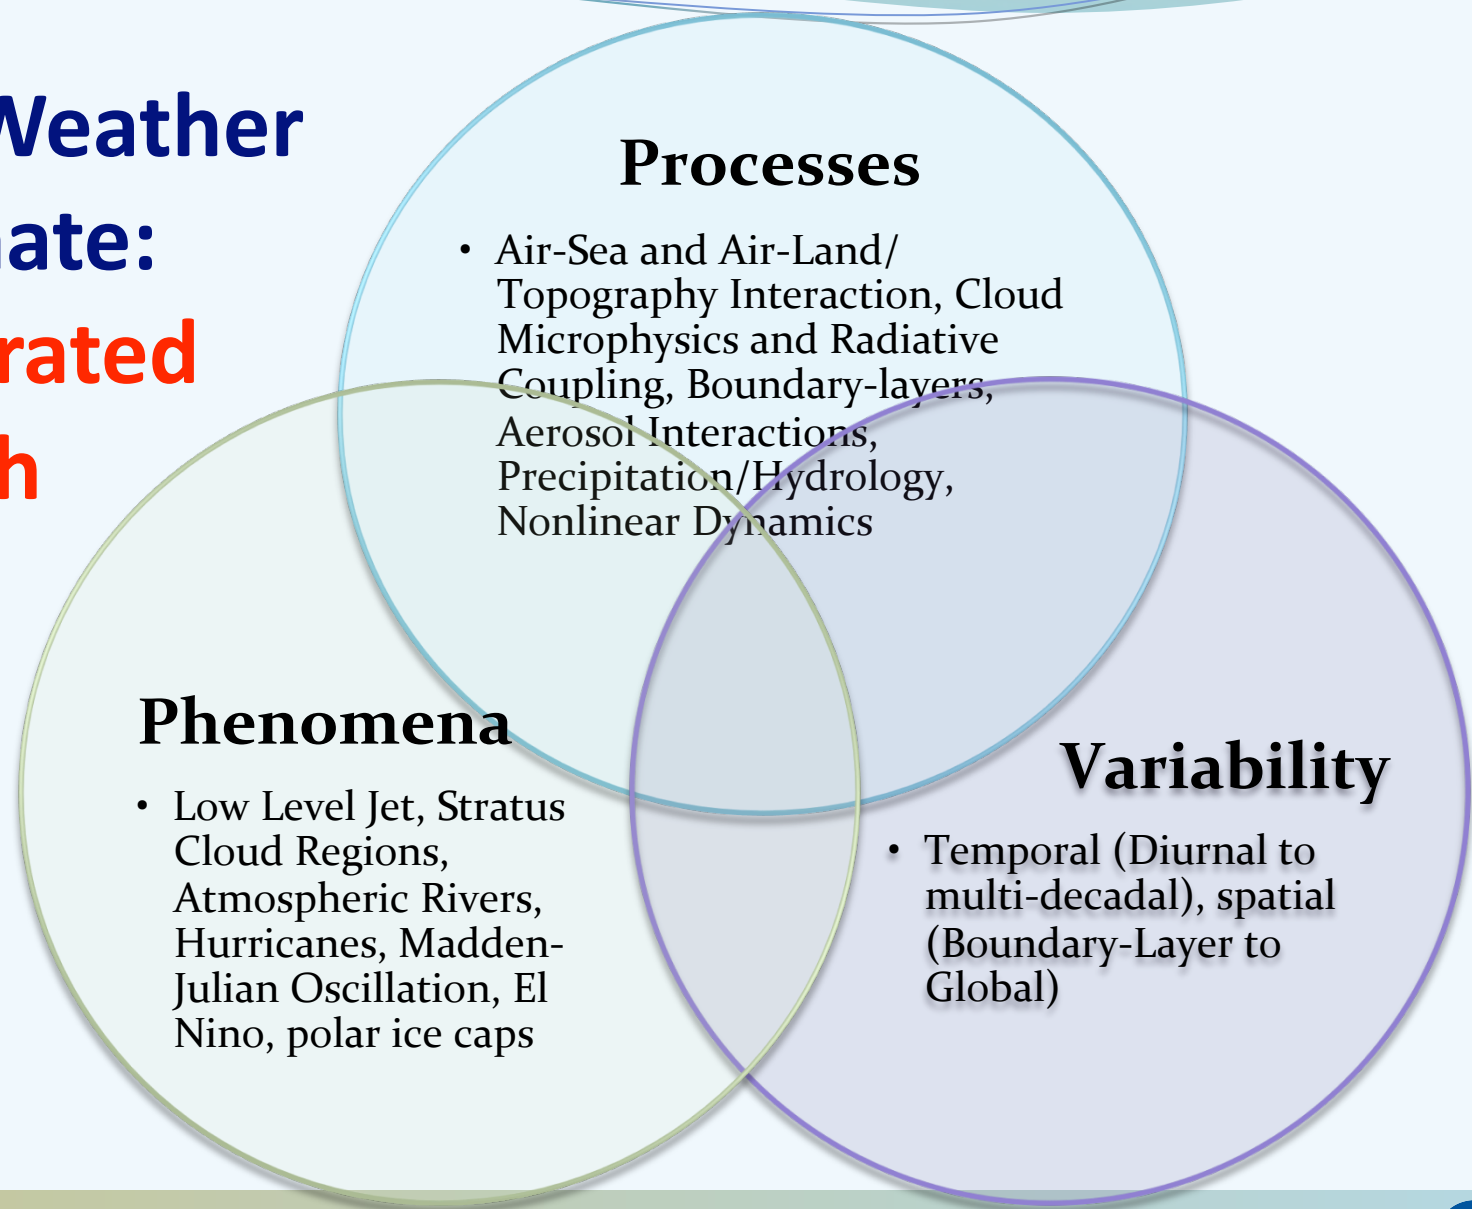 Weather
ate:
rated
h
Processes
• Air-Sea and Air-Land/
Topography Interaction, Cloud
Microphysics and Radiative
Coupling, Boundary-layers,
Aerosol Interactions,
Precipitation/Hydrology,
Nonlinear Dynamics
Phenomena
• Low Level Jet, Stratus
Cloud Regions,
Atmospheric Rivers,
Hurricanes, Madden-
Julian Oscillation, El
Nino, polar ice caps
Variability
• Temporal (Diurnal to
multi-decadal), spatial
(Boundary-Layer to
Global)